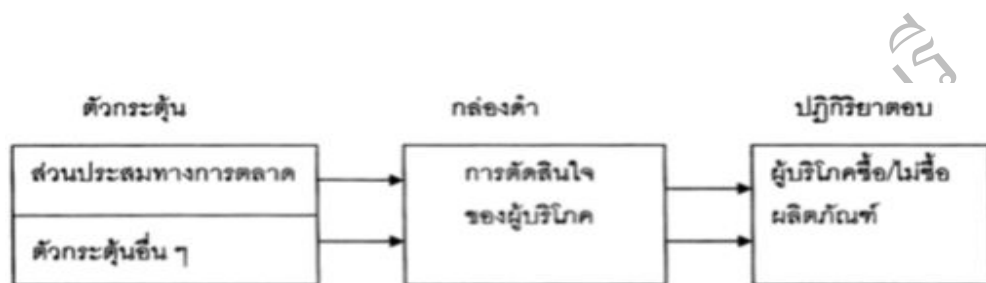 ตัวกระตุ้น
กล่องดำ
ปฏิกิริยาตอบ
ส่วนประสมทางการตลาด
ตัวกระตุ้นอื่น ๆ
การตัดสินใจ
ของผู้บริโภค
ผู้บริโภคซื้อ/ไม่ซื้อ
ผลิตภัณฑ์